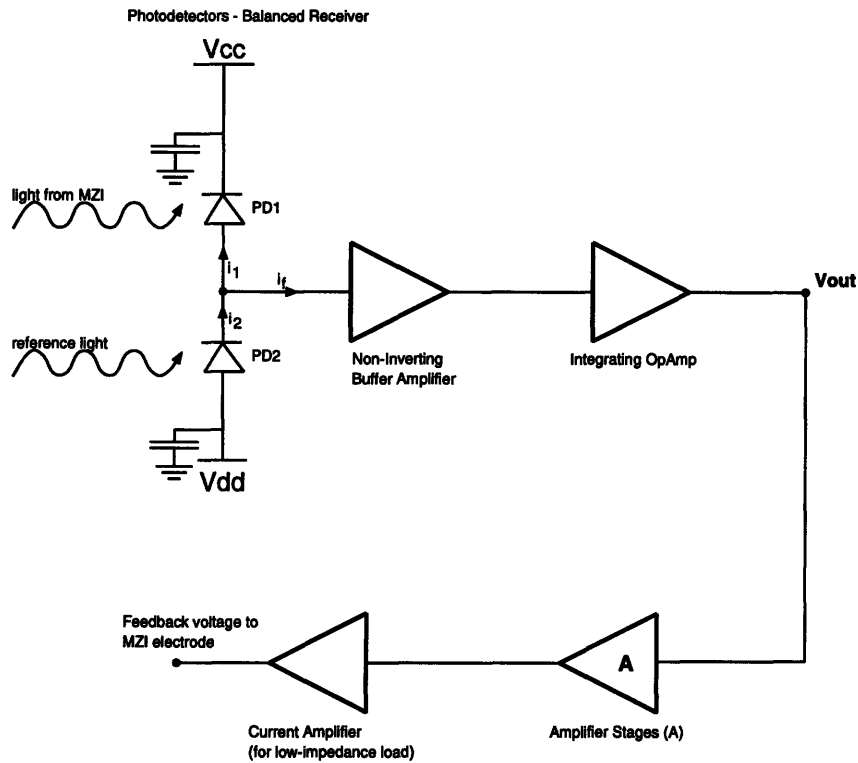 Photodetectors - Balanced Receiver
Vcc
light from MZI
PD1
i1
if
i2
reference light
PD2
Vdd
Non-Inverting
Buffer Amplifier
Integrating OpAmp
Vout
Feedback voltage to
MZI electrode
A
Current Amplifier
(for low-impedance load)
Amplifier Stages (A)